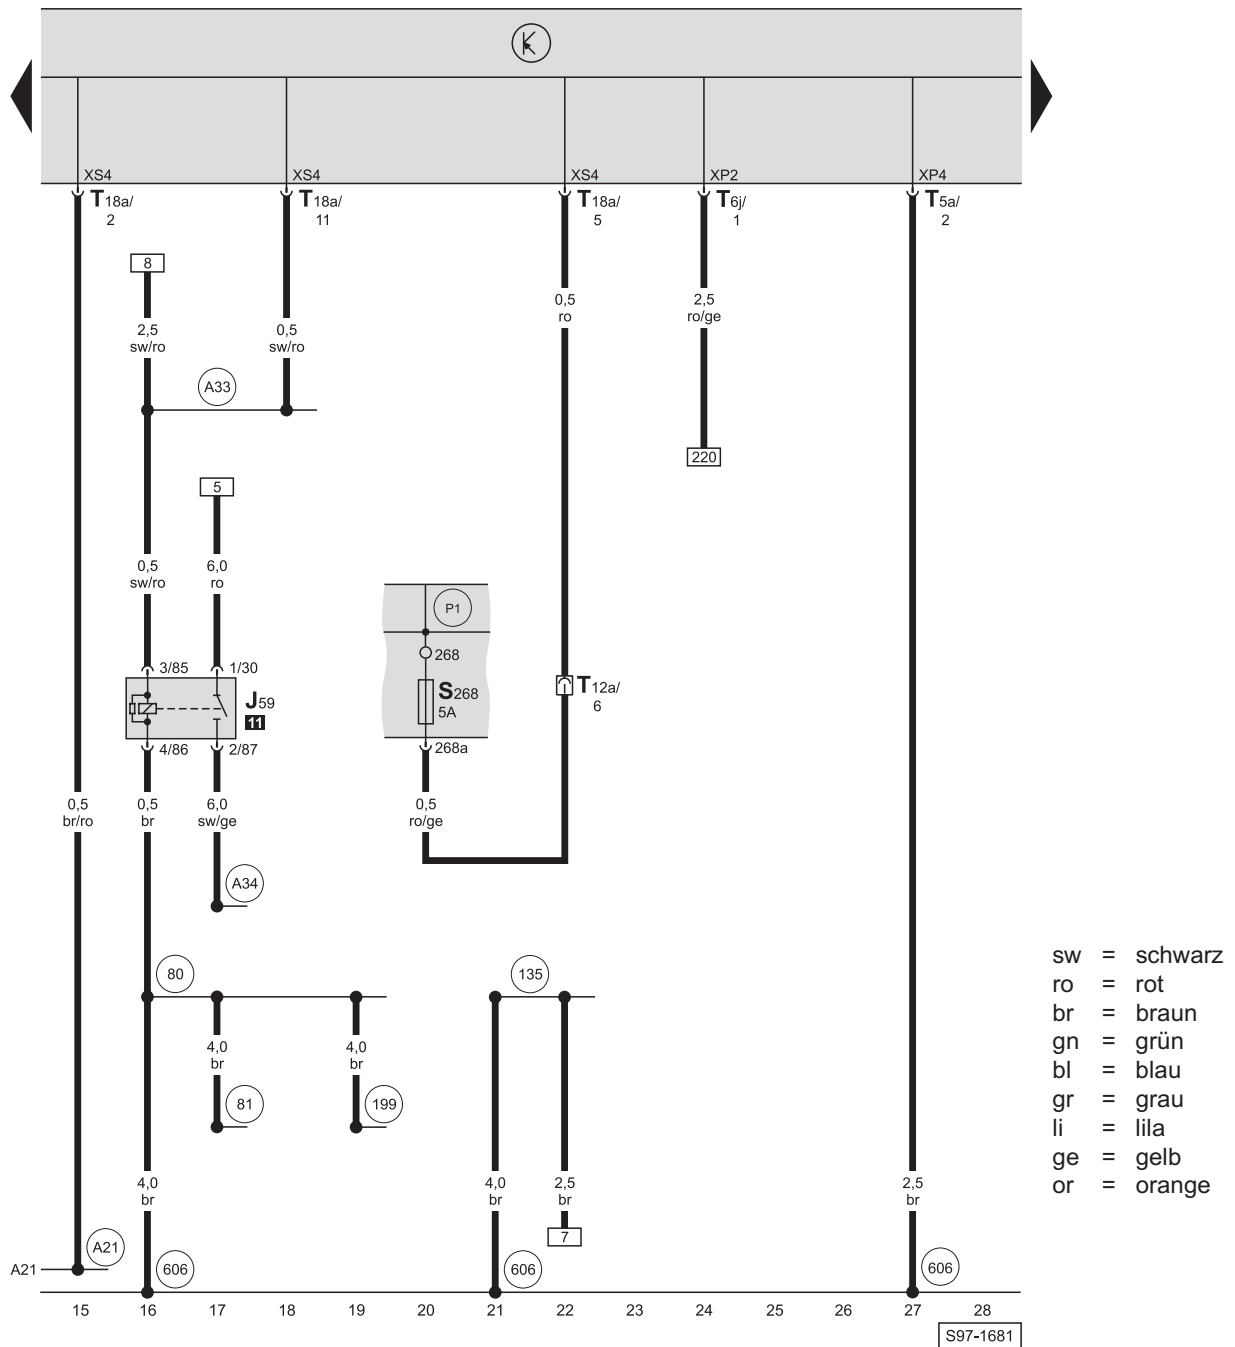 XS4 XS4 XS4 XP2 XP4
T18a/ T18a/ T18a/ T6j/ T5a/
2 11 5 1 2
8
0,5 2,5
ro ro/ge
2,5 0,5
sw/ro sw/ro
A33
220
5
0,5 6,0
sw/ro ro
P1
3/85 1/30 268
J59 S268 T12a/
11 5A 6
4/86 2/87 268a
0,5 0,5 6,0 0,5
br/ro br sw/ge ro/ge
A34
sw = schwarz
80 135
ro = rot
br = braun
4,0 4,0
gn = grün
br br
bl = blau
81 199
gr = grau
li = lila
ge = gelb
4,0 4,0 2,5 2,5
or = orange
br br br br
7
A21
A21 606 606 606
15 16 17 18 19 20 21 22 23 24 25 26 27 28
S97-1681